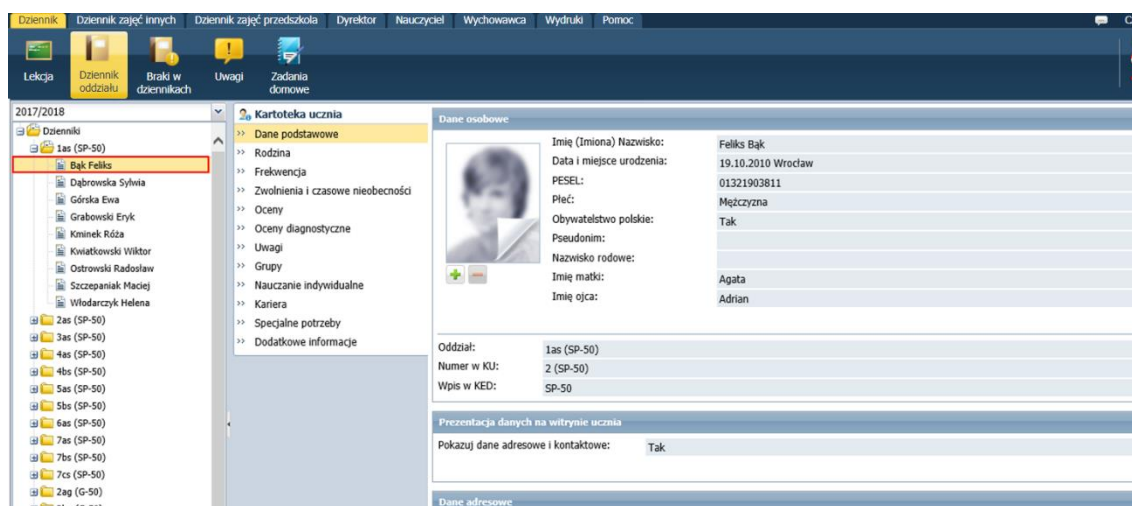 Dziennik Dziennik zajęć innych Dziennik zajęć przedszkola Dyrektor Nauczyciel Wychowawca Wydruki Pomoc
Lekcja Dziennik oddziału Braki w dziennikach Uwagi Zadania domowe
2017/2018
Dzienniki
1as (SP-50)
Bąk Feliks
Dąbrowska Sylwia
Górska Ewa
Grabowski Eryk
Kminek Róża
Kwiatkowski Wiktor
Ostrowski Radosław
Szczepaniak Maciej
Włodarczyk Helena
2as (SP-50)
3as (SP-50)
4as (SP-50)
4bs (SP-50)
5as (SP-50)
5bs (SP-50)
6as (SP-50)
7as (SP-50)
7bs (SP-50)
7cs (SP-50)
2ag (G-50)
Kartoteka ucznia
Dane podstawowe
Rodzina
Frekwencja
Zwolnienia i czasowe nieobecności
Oceny
Oceny diagnostyczne
Uwagi
Grupy
Nauczanie indywidualne
Kariera
Specjalne potrzeby
Dodatkowe informacje
Dane osobowe
Imię (Imiona) Nazwisko: Feliks Bąk
Data i miejsce urodzenia: 19.10.2010 Wrocław
PESEL: 01321903811
Płeć: Mężczyzna
Obywatelstwo polskie: Tak
Pseudonim:
Nazwisko rodowe:
Imię matki: Agata
Imię ojca: Adrian
Oddział: 1as (SP-50)
Numer w KU: 2 (SP-50)
Wpis w KED: SP-50
Prezentacja danych na witrynie ucznia
Pokazuj dane adresowe i kontaktowe: Tak
Dane adresowe